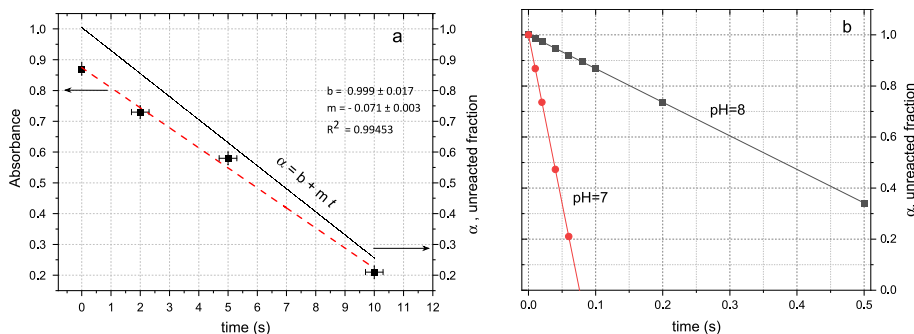 a
1,0
0,9
0,8
0,7
0,6
0,5
0,4
0,3
0,2
Absorbance
b = 0.999 ± 0.017
m = - 0.071 ± 0.003
R² = 0.99453
α = b + m t
1,0
0,9
0,8
0,7
0,6
0,5
0,4
0,3
0,2
α , unreacted fraction
0 1 2 3 4 5 6 7 8 9 10 11 12
time (s)
b
pH=8
pH=7
1.0
0.8
0.6
0.4
0.2
0.0
α, unreacted fraction
0.0 0.1 0.2 0.3 0.4 0.5
time (s)